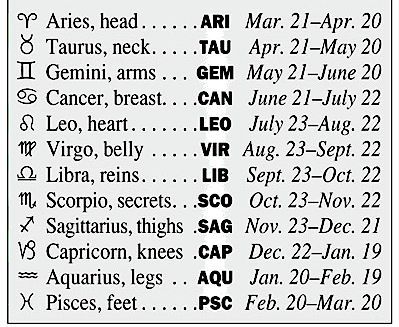 ♈ Aries, head . . . . . . ARI Mar. 21–Apr. 20
♉ Taurus, neck. . . . . TAU Apr. 21–May 20
♊ Gemini, arms . . . GEM May 21–June 20
♋ Cancer, breast. . . . CAN June 21–July 22
♌ Leo, heart . . . . . . . LEO July 23–Aug. 22
♍ Virgo, belly . . . . . VIR Aug. 23–Sept. 22
♎ Libra, reins. . . . . . LIB Sept. 23–Oct. 22
♏ Scorpio, secrets. . . SCO Oct. 23–Nov. 22
♐ Sagittarius, thighs . SAG Nov. 23–Dec. 21
♑ Capricorn, knees . CAP Dec. 22–Jan. 19
♒ Aquarius, legs . . . AQU Jan. 20–Feb. 19
♓ Pisces, feet . . . . . . PSC Feb. 20–Mar. 20